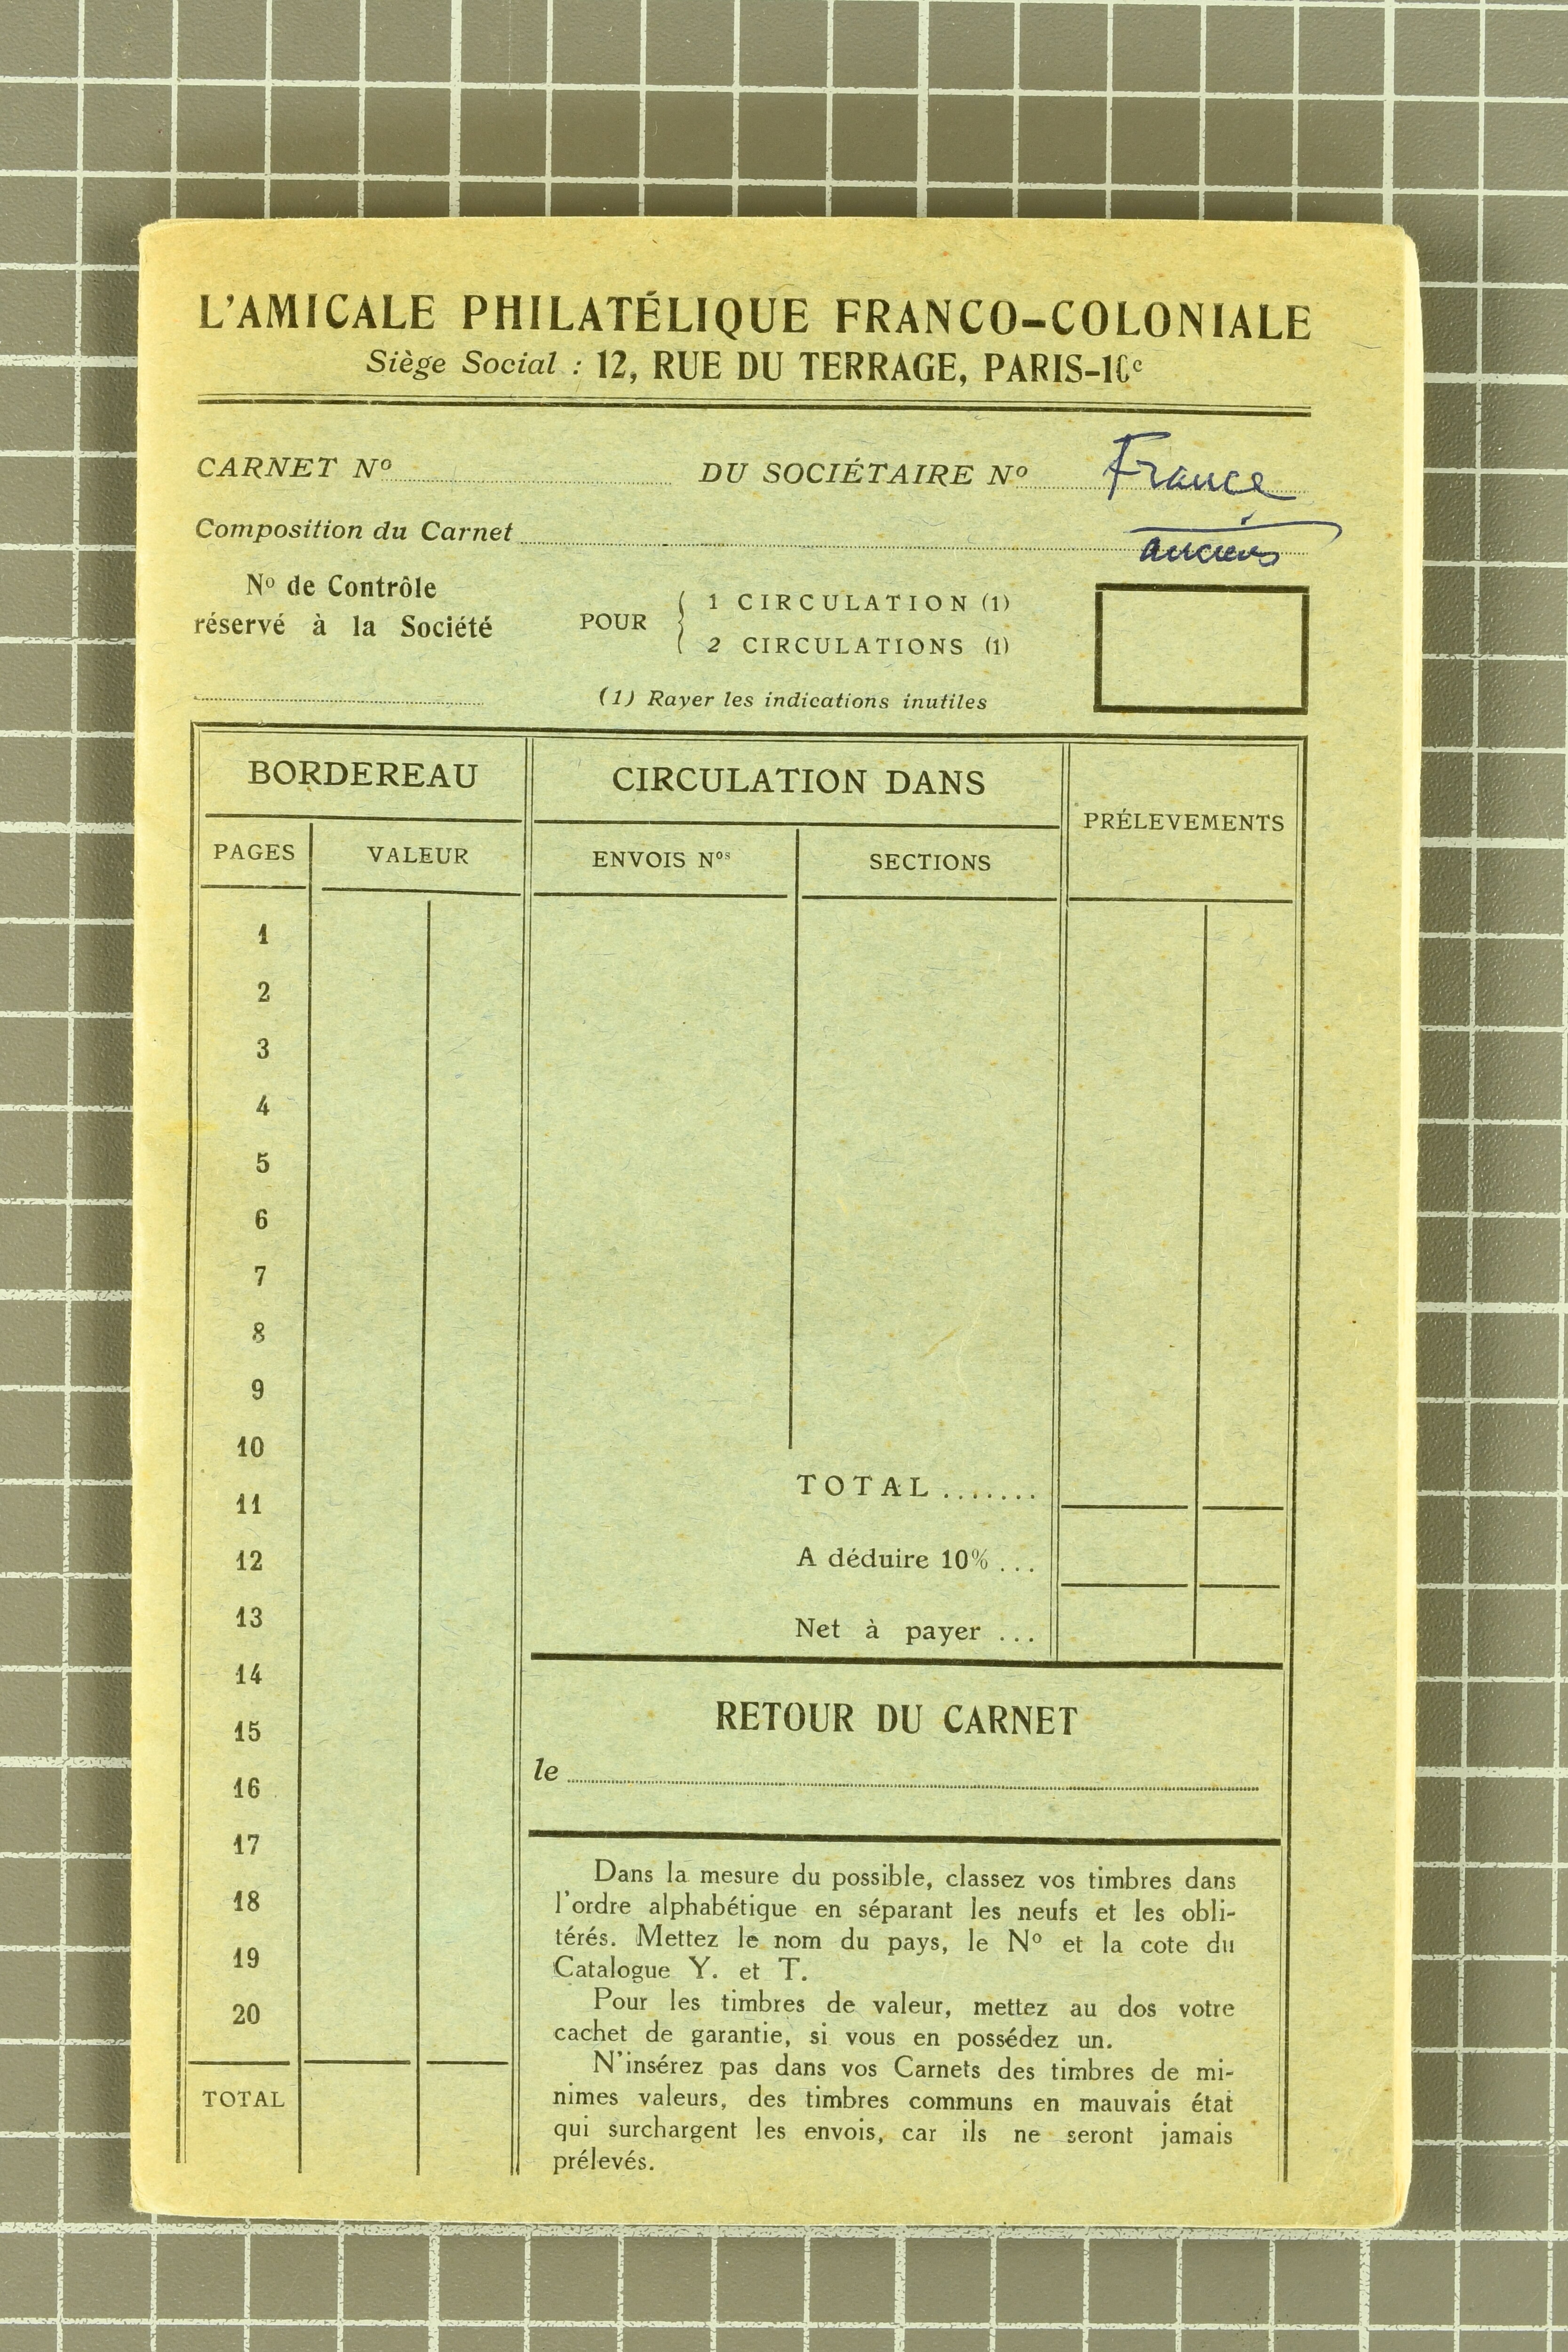 L'AMICALE PHILATÉLIQUE FRANCO-COLONIALE
Siège Social : 12, RUE DU TERRAGE, PARIS-10e
CARNET No DU SOCIÉTAIRE No France
Composition du Carnet anciens
No de Contrôle
réservé à la Société
POUR
1 CIRCULATION (1)
2 CIRCULATIONS (1)
(1) Rayer les indications inutiles
BORDEREAU CIRCULATION DANS PRÉLEVEMENTS
PAGES VALEUR ENVOIS Nos SECTIONS
1
2
3
4
5
6
7
8
9
10
11
12
13
14
15
16
17
18
19
20
TOTAL
TOTAL .......
A déduire 10% ...
Net à payer ...
RETOUR DU CARNET
le
Dans la mesure du possible, classez vos timbres dans
l'ordre alphabétique en séparant les neufs et les obli-
térés. Mettez le nom du pays, le No et la cote du
Catalogue Y. et T.
Pour les timbres de valeur, mettez au dos votre
cachet de garantie, si vous en possédez un.
N'insérez pas dans vos Carnets des timbres de mi-
nimes valeurs, des timbres communs en mauvais état
qui surchargent les envois, car ils ne seront jamais
prélevés.